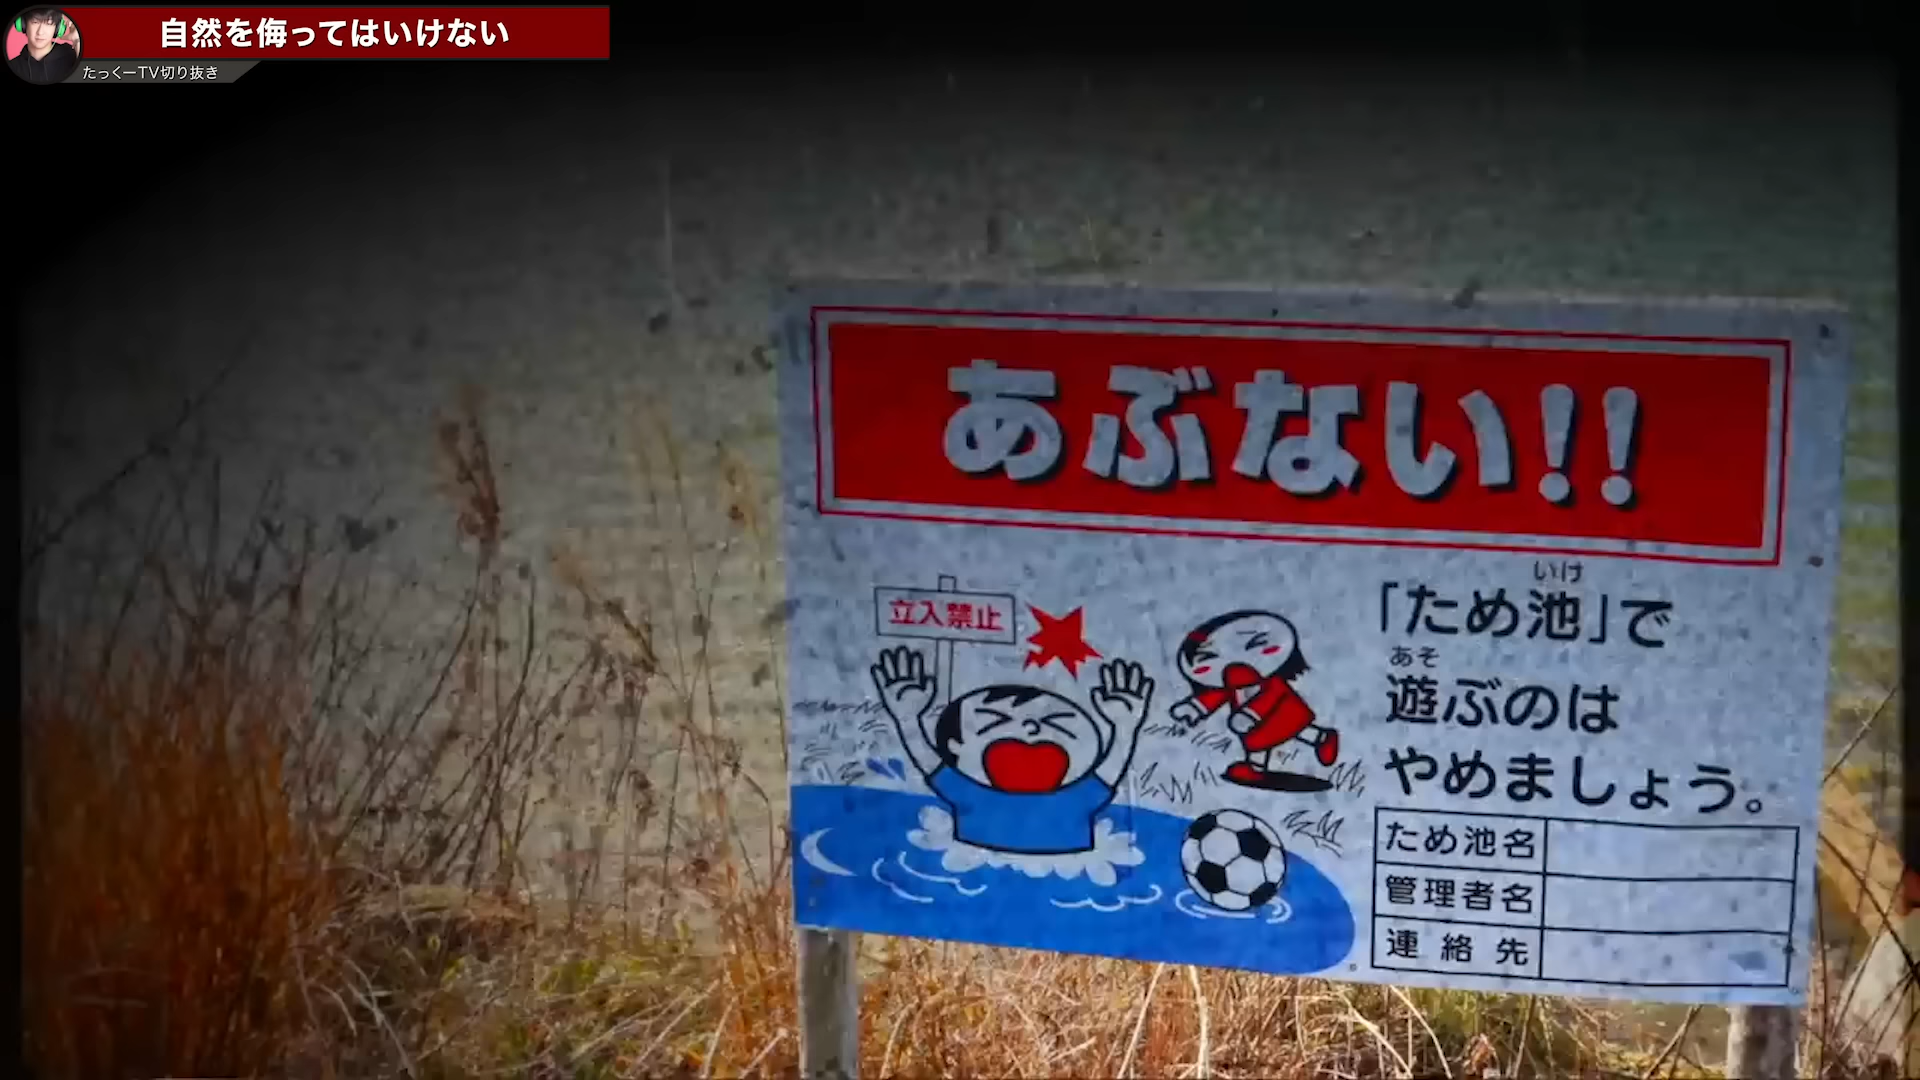 自然を侮ってはいけない
たっくーTV切り抜き
あぶない!!
立入禁止
いけ
「ため池」で
あそ
遊ぶのは
やめましょう。
ため池名
管理者名
連絡先